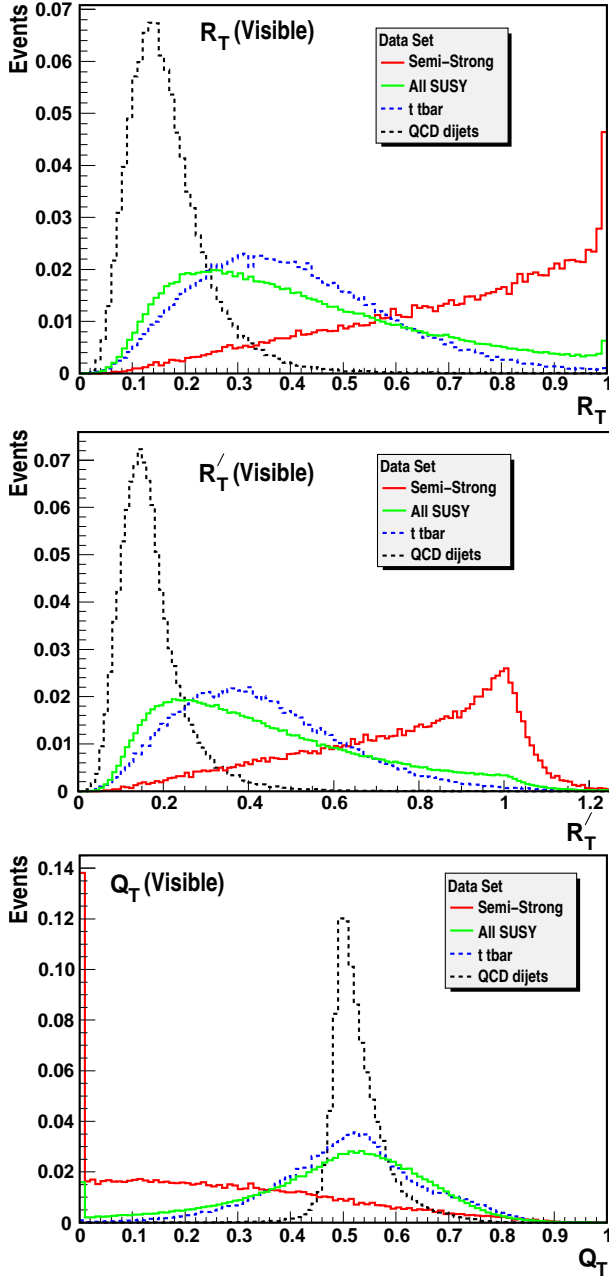 Events
0.07
0.06
0.05
0.04
0.03
0.02
0.01
0
R_T (Visible)
Data Set
Semi-Strong
All SUSY
t tbar
QCD dijets
0 0.1 0.2 0.3 0.4 0.5 0.6 0.7 0.8 0.9 1
R_T
Events
0.07
0.06
0.05
0.04
0.03
0.02
0.01
0
R_T′ (Visible)
Data Set
Semi-Strong
All SUSY
t tbar
QCD dijets
0 0.2 0.4 0.6 0.8 1 1.2
R_T′
Events
0.14
0.12
0.10
0.08
0.06
0.04
0.02
0
Q_T (Visible)
Data Set
Semi-Strong
All SUSY
t tbar
QCD dijets
0 0.1 0.2 0.3 0.4 0.5 0.6 0.7 0.8 0.9 1
Q_T